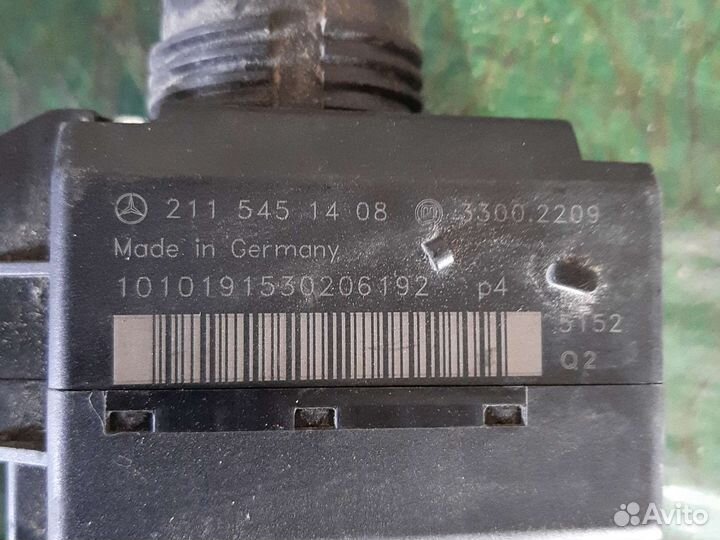 211 545 14 08 3300.2209
Made in Germany
1010191530206192 p4
5152
Q2
Avito